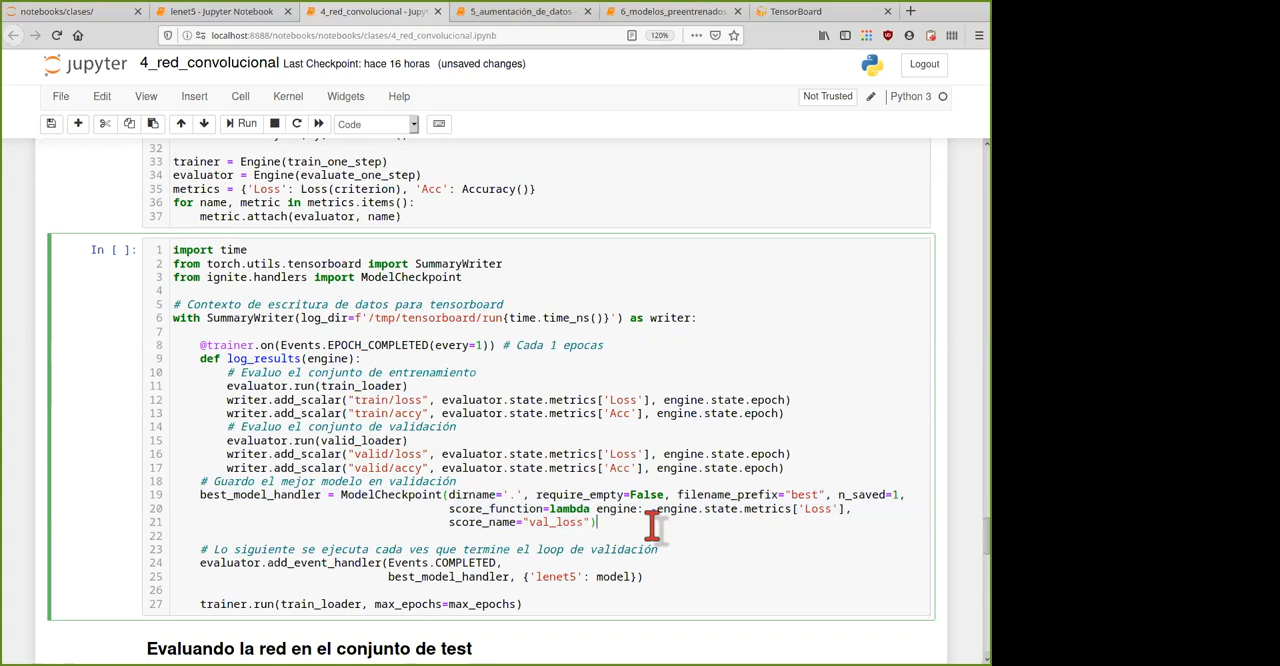 notebooks/clases/
lenet5 - Jupyter Notebook
4_red_convolucional - Jupyt
5_aumentación_de_datos -
6_modelos_preentrenados
TensorBoard
localhost:8888/notebooks/notebooks/clases/4_red_convolucional.ipynb
120%
jupyter 4_red_convolucional Last Checkpoint: hace 16 horas (unsaved changes)
Logout
File Edit View Insert Cell Kernel Widgets Help
Not Trusted Python 3
Run Code
32
33 trainer = Engine(train_one_step)
34 evaluator = Engine(evaluate_one_step)
35 metrics = {'Loss': Loss(criterion), 'Acc': Accuracy()}
36 for name, metric in metrics.items():
37 metric.attach(evaluator, name)
In [ ]: 1 import time
2 from torch.utils.tensorboard import SummaryWriter
3 from ignite.handlers import ModelCheckpoint
4
5 # Contexto de escritura de datos para tensorboard
6 with SummaryWriter(log_dir=f'/tmp/tensorboard/run{time.time_ns()}') as writer:
7
8 @trainer.on(Events.EPOCH_COMPLETED(every=1)) # Cada 1 epocas
9 def log_results(engine):
10 # Evaluo el conjunto de entrenamiento
11 evaluator.run(train_loader)
12 writer.add_scalar("train/loss", evaluator.state.metrics['Loss'], engine.state.epoch)
13 writer.add_scalar("train/accy", evaluator.state.metrics['Acc'], engine.state.epoch)
14 # Evaluo el conjunto de validación
15 evaluator.run(valid_loader)
16 writer.add_scalar("valid/loss", evaluator.state.metrics['Loss'], engine.state.epoch)
17 writer.add_scalar("valid/accy", evaluator.state.metrics['Acc'], engine.state.epoch)
18 # Guardo el mejor modelo en validación
19 best_model_handler = ModelCheckpoint(dirname='.', require_empty=False, filename_prefix="best", n_saved=1,
20 score_function=lambda engine: -engine.state.metrics['Loss'],
21 score_name="val_loss")
22
23 # Lo siguiente se ejecuta cada ves que termine el loop de validación
24 evaluator.add_event_handler(Events.COMPLETED,
25 best_model_handler, {'lenet5': model})
26
27 trainer.run(train_loader, max_epochs=max_epochs)
Evaluando la red en el conjunto de test